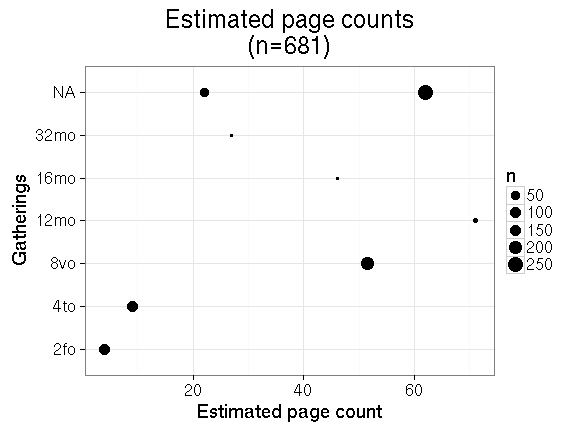 Estimated page counts
(n=681)
Gatherings
NA
32mo
16mo
12mo
8vo
4to
2fo
20
40
60
Estimated page count
n
50
100
150
200
250